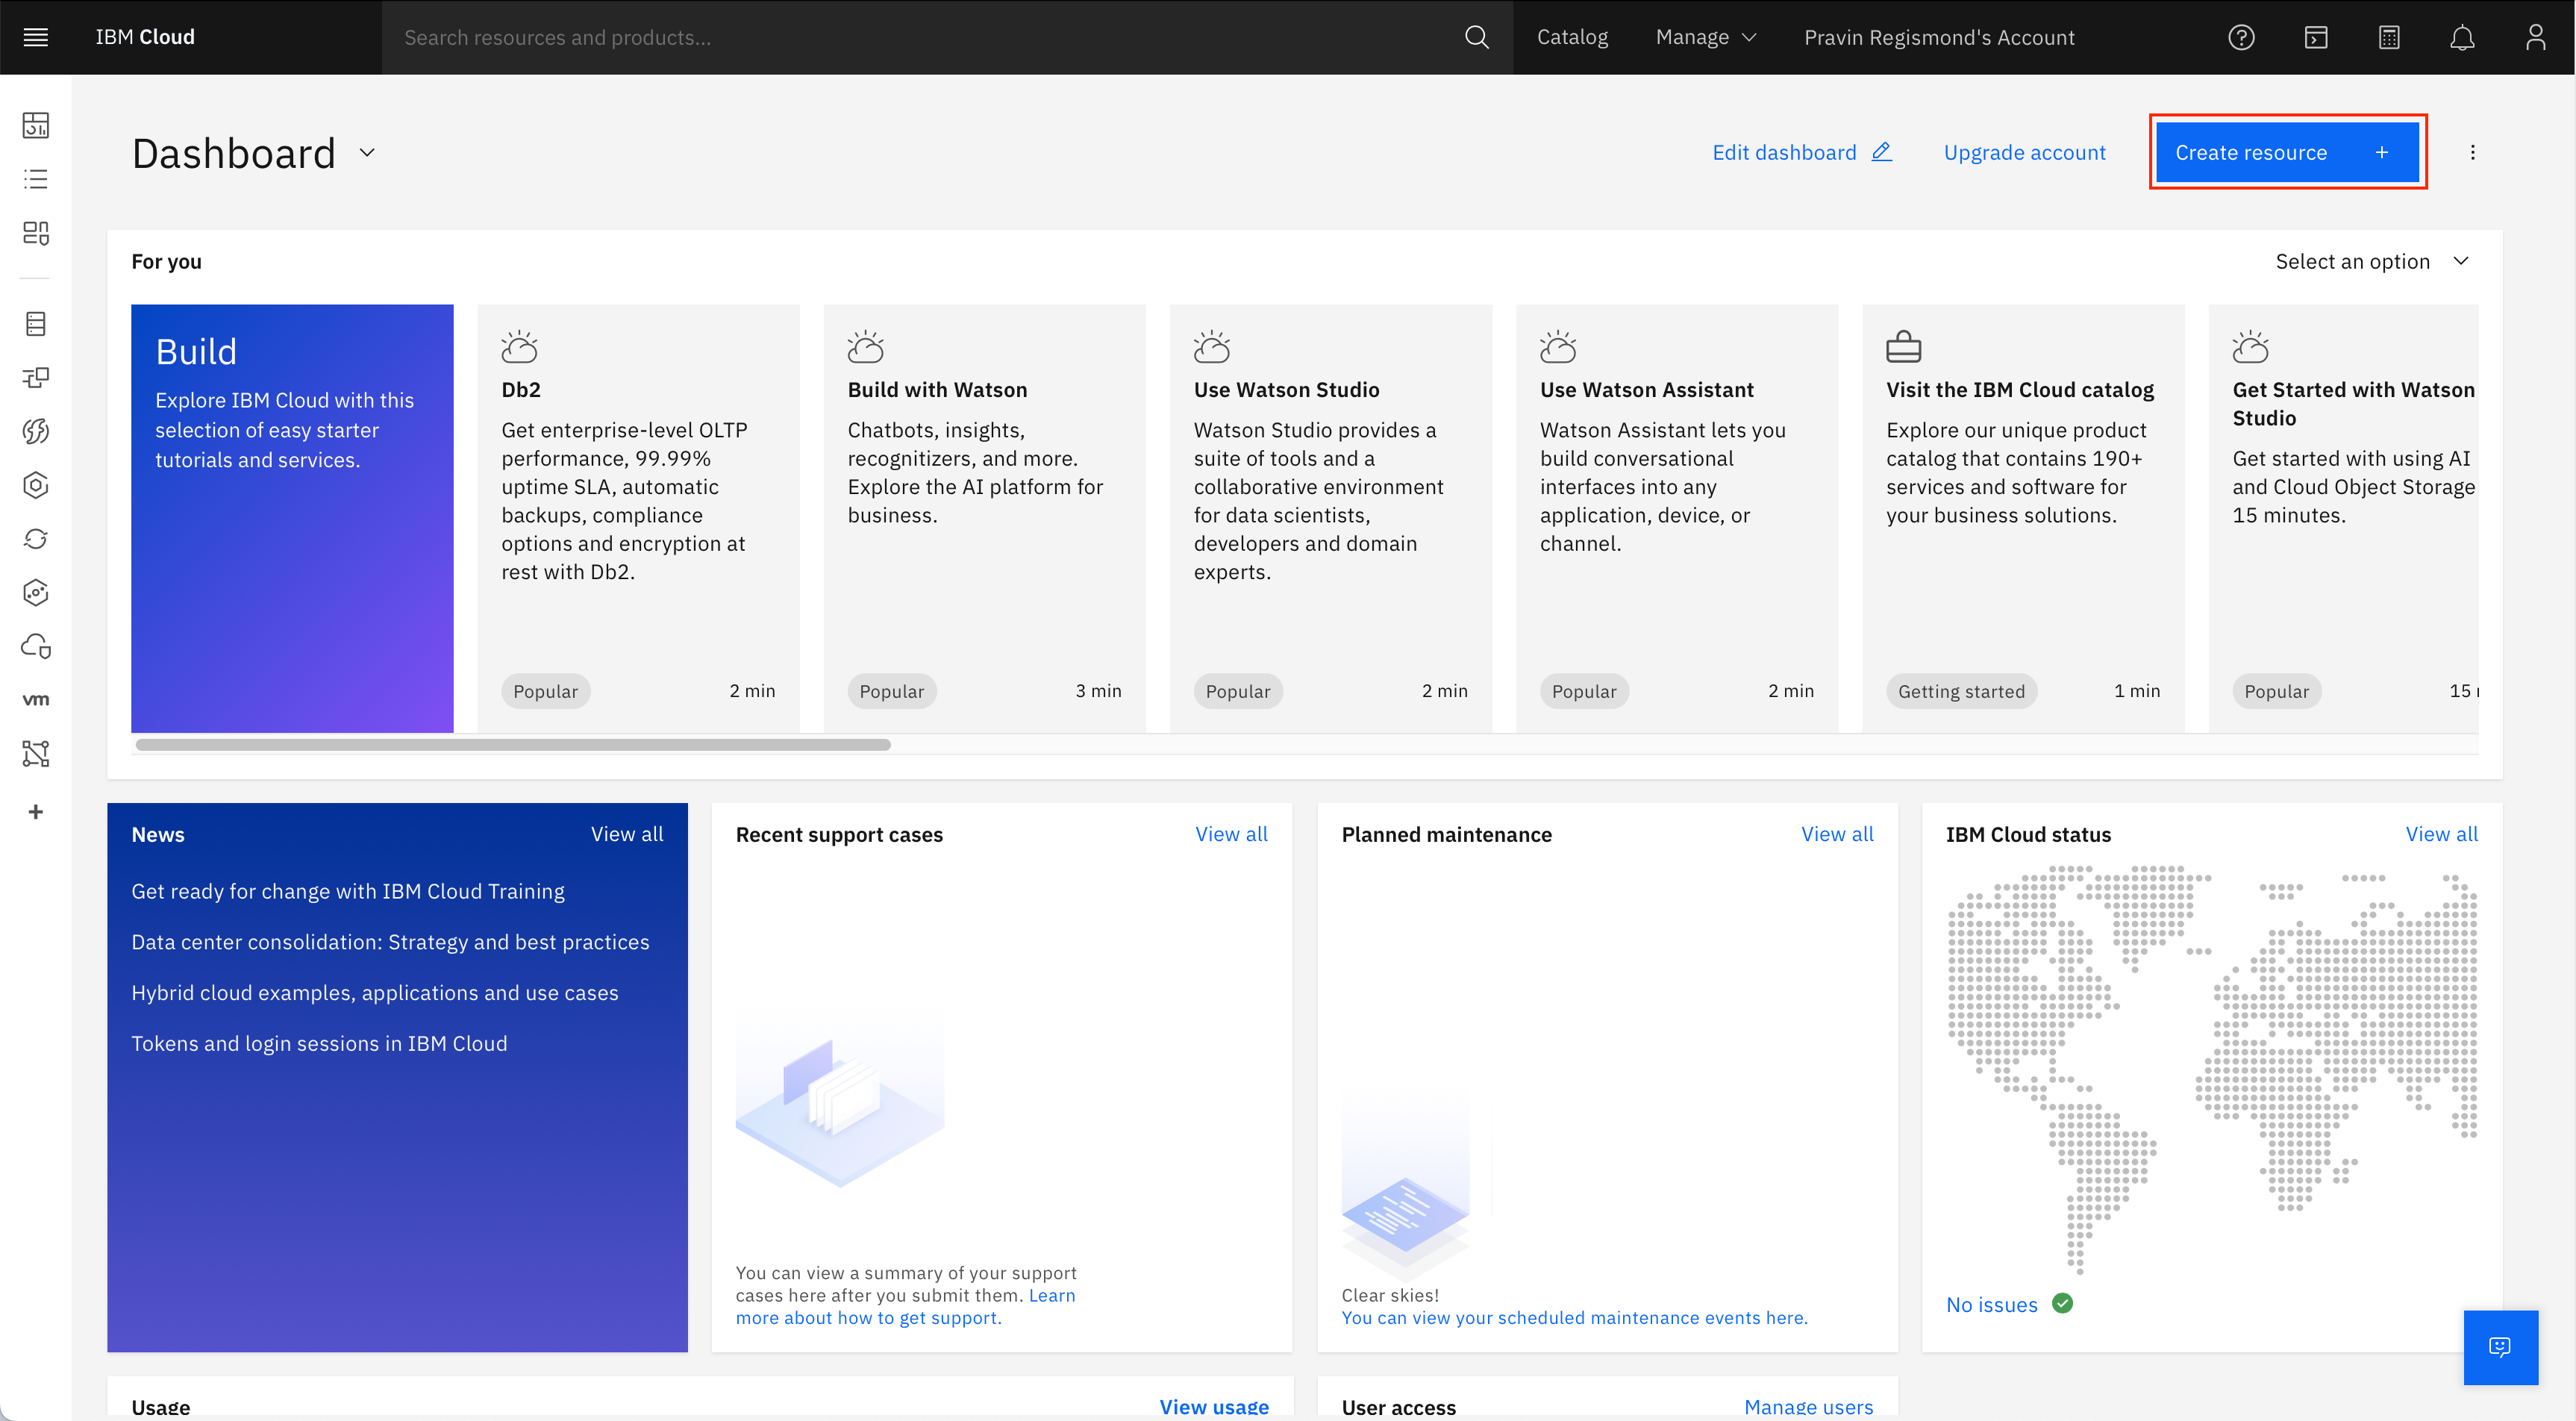 IBM Cloud
Search resources and products...
Catalog
Manage
Pravin Regismond's Account
Dashboard
Edit dashboard
Upgrade account
Create resource +
For you
Select an option
Build
Explore IBM Cloud with this
selection of easy starter
tutorials and services.
Db2
Get enterprise-level OLTP
performance, 99.99%
uptime SLA, automatic
backups, compliance
options and encryption at
rest with Db2.
Popular
2 min
Build with Watson
Chatbots, insights,
recognitizers, and more.
Explore the AI platform for
business.
Popular
3 min
Use Watson Studio
Watson Studio provides a
suite of tools and a
collaborative environment
for data scientists,
developers and domain
experts.
Popular
2 min
Use Watson Assistant
Watson Assistant lets you
build conversational
interfaces into any
application, device, or
channel.
Popular
2 min
Visit the IBM Cloud catalog
Explore our unique product
catalog that contains 190+
services and software for
your business solutions.
Getting started
1 min
Get Started with Watson
Studio
Get started with using AI
and Cloud Object Storage
15 minutes.
Popular
15
vm
News
View all
Get ready for change with IBM Cloud Training
Data center consolidation: Strategy and best practices
Hybrid cloud examples, applications and use cases
Tokens and login sessions in IBM Cloud
Recent support cases
View all
You can view a summary of your support
cases here after you submit them. Learn
more about how to get support.
Planned maintenance
View all
Clear skies!
You can view your scheduled maintenance events here.
IBM Cloud status
View all
No issues
Usage
View usage
User access
Manage users